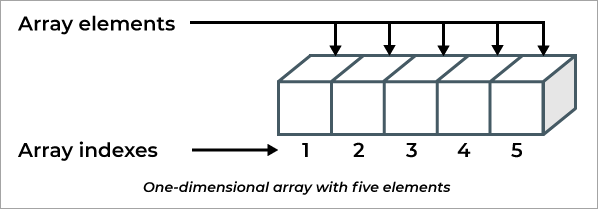 Array elements
Array indexes 1 2 3 4 5
One-dimensional array with five elements